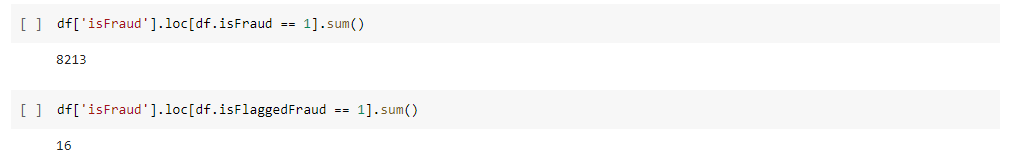 [ ] df['isFraud'].loc[df.isFraud == 1].sum()
8213
[ ] df['isFraud'].loc[df.isFlaggedFraud == 1].sum()
16